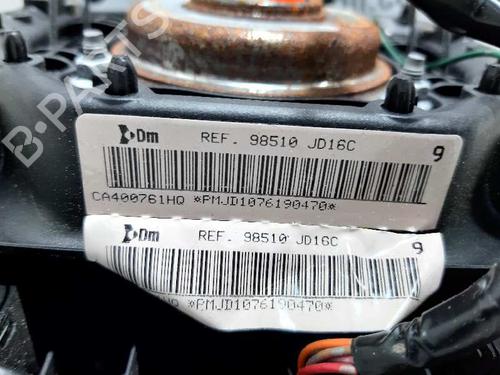 B-PARTS
Dm REF. 98510 JD16C 9
CA400761HQ *PMJD1076190470*
Dm REF. 98510 JD16C 9
*PMJD1076190470*